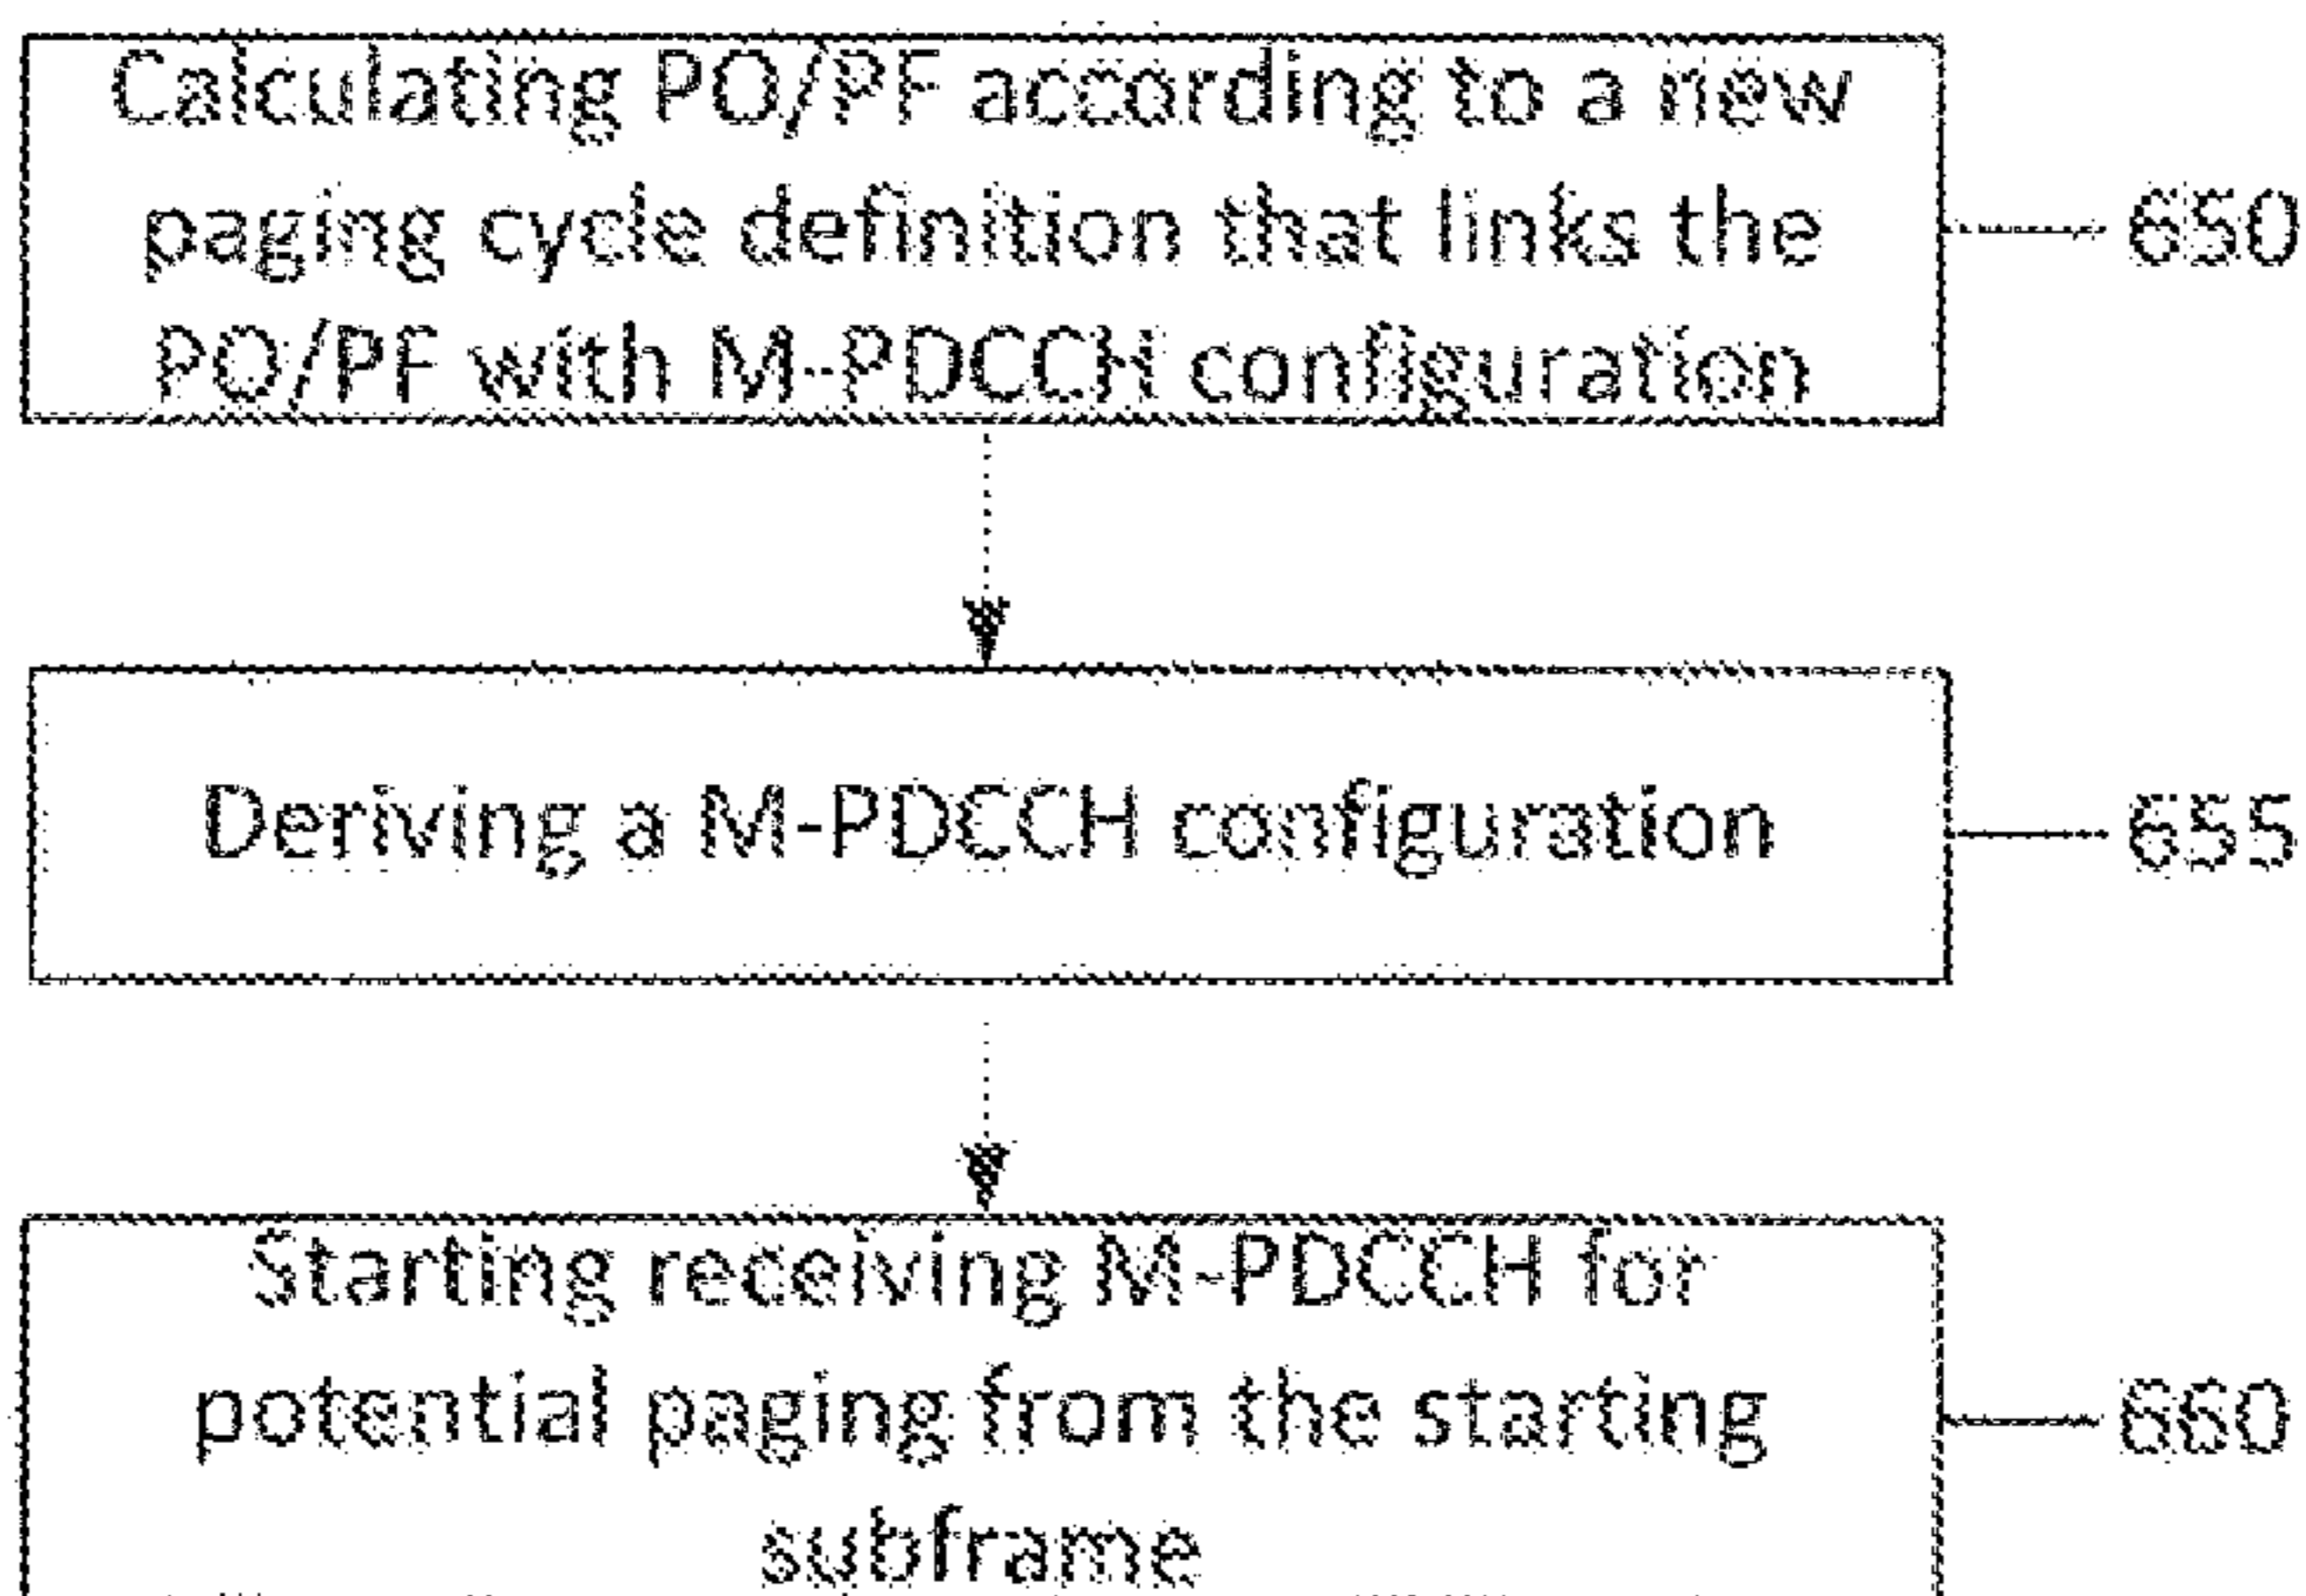 Calculating PO/PF according to a new
paging cycle definition that links the
PO/PF with M-PDCCH configuration
650
Deriving a M-PDCCH configuration
655
Starting receiving M-PDCCH for
potential paging from the starting
subframe
660